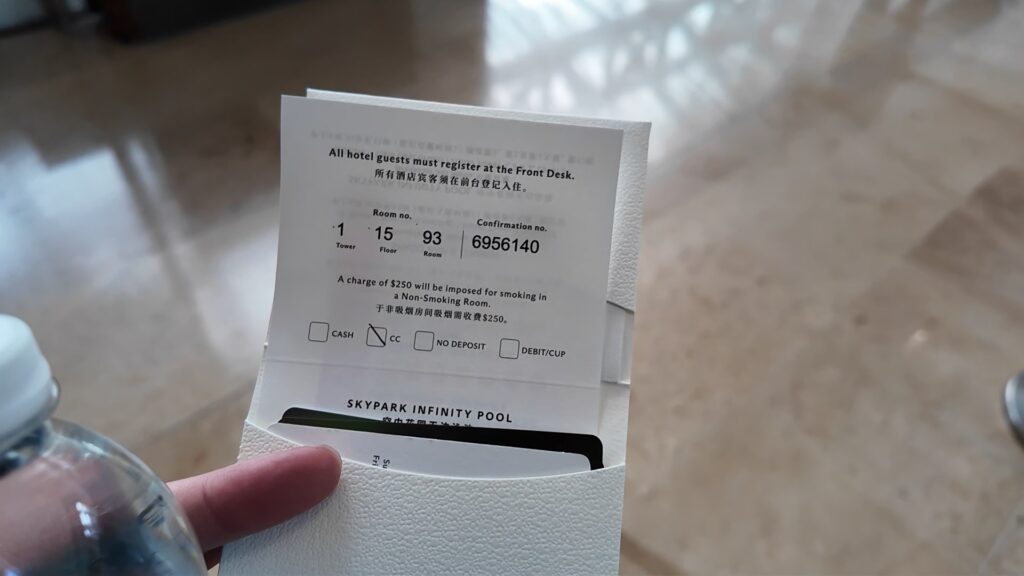 All hotel guests must register at the Front Desk.
所有酒店宾客须在前台登记入住。
Room no.
Confirmation no.
1 15 93 6956140
Tower Floor Room
A charge of $250 will be imposed for smoking in
a Non-Smoking Room.
于非吸烟房间吸烟需收费$250。
CASH CC NO DEPOSIT DEBIT/CUP
SKYPARK INFINITY POOL